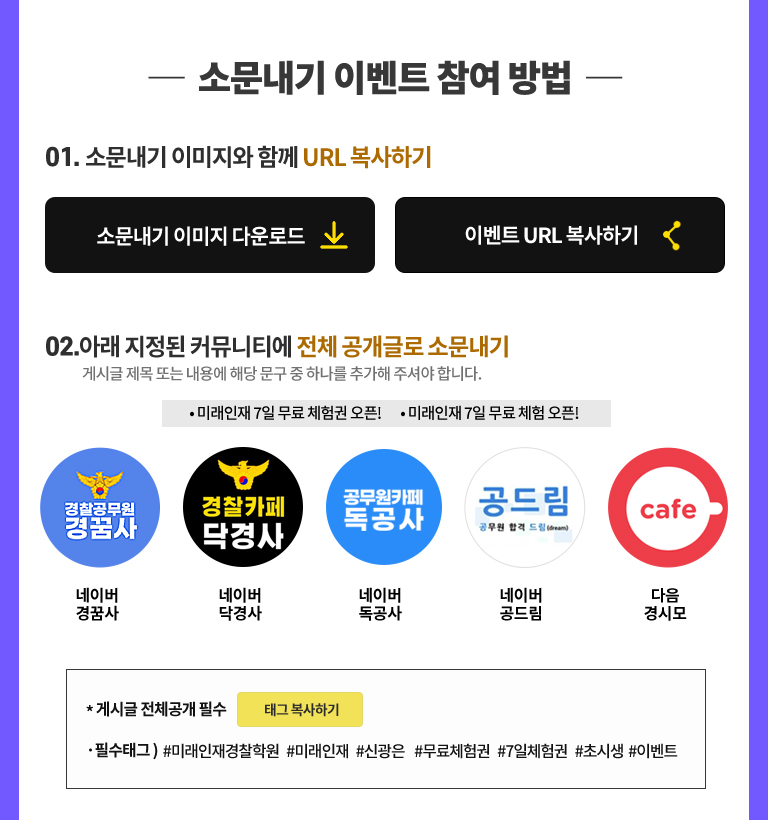 소문내기 이벤트 참여 방법
01. 소문내기 이미지와 함께 URL 복사하기
소문내기 이미지 다운로드
이벤트 URL 복사하기
02.아래 지정된 커뮤니티에 전체 공개글로 소문내기
게시글 제목 또는 내용에 해당 문구 중 하나를 추가해 주셔야 합니다.
• 미래인재 7일 무료 체험권 오픈! • 미래인재 7일 무료 체험 오픈!
경찰공무원
경꿈사
경찰카페
닥경사
공무원카페
독공사
공드림
공무원 합격 드림(dream)
cafe
네이버
경꿈사
네이버
닥경사
네이버
독공사
네이버
공드림
다음
경시모
* 게시글 전체공개 필수
태그 복사하기
· 필수태그 ) #미래인재경찰학원 #미래인재 #신광은 #무료체험권 #7일체험권 #초시생 #이벤트